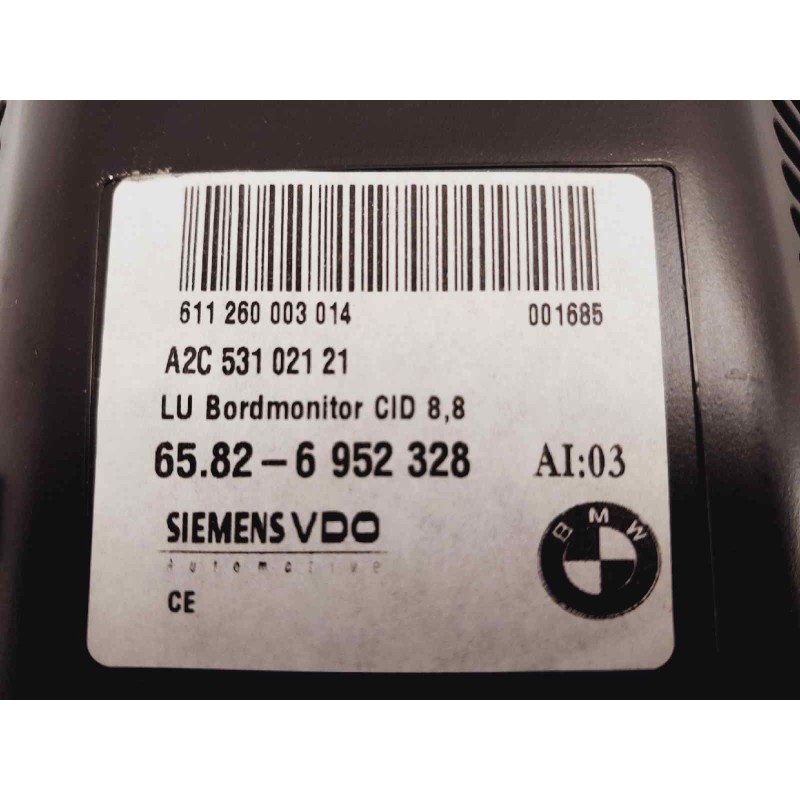 611 260 003 014 001685
A2C 531 021 21
LU Bordmonitor CID 8,8
65.82-6 952 328 AI:03
SIEMENS VDO
Automotive
CE
BMW